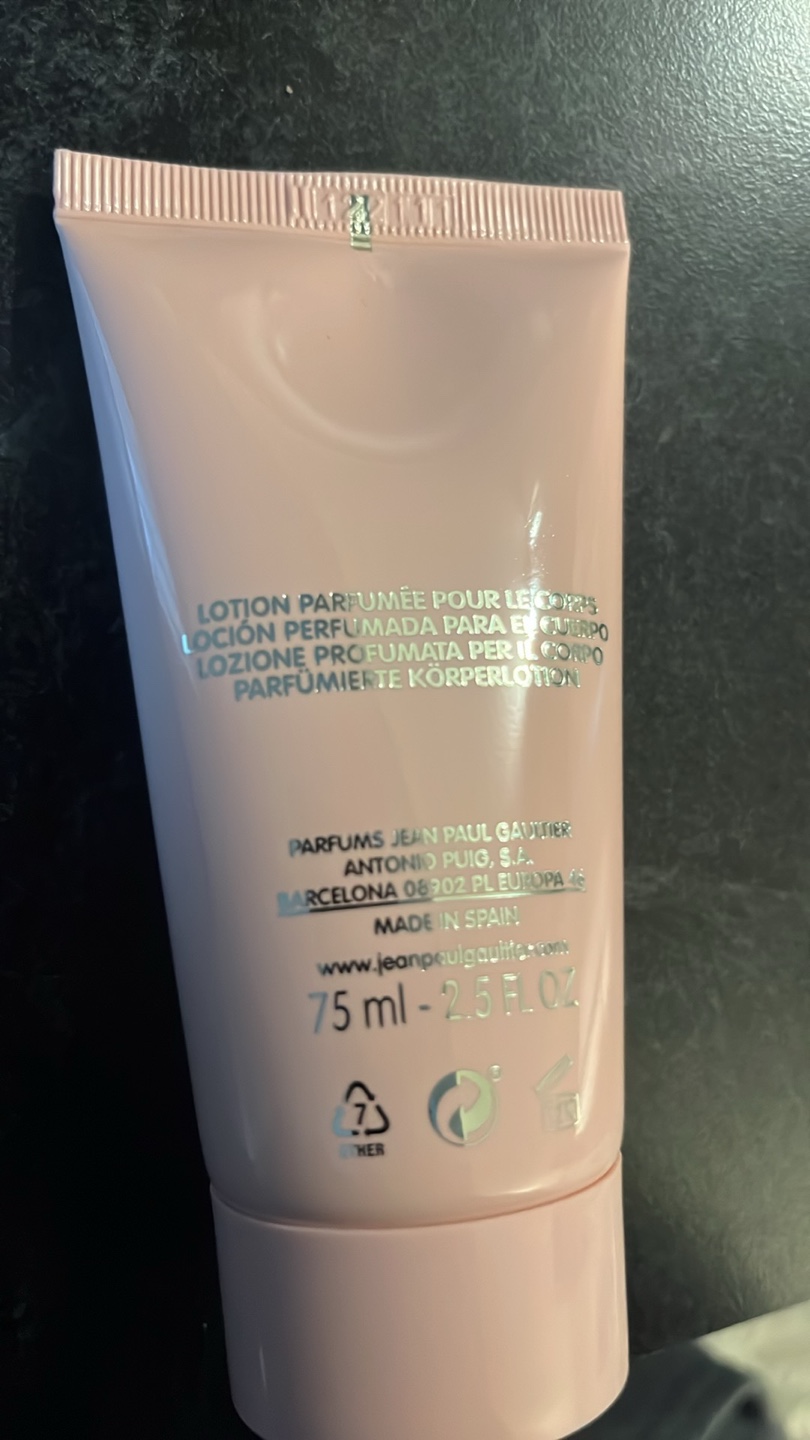 LOTION PARFUMÉE POUR LE CORPS
LOCIÓN PERFUMADA PARA EL CUERPO
LOZIONE PROFUMATA PER IL CORPO
PARFÜMIERTE KÖRPERLOTION
PARFUMS JEAN PAUL GAULTIER
ANTONIO PUIG, S.A.
BARCELONA 08902 PL EUROPA 46
MADE IN SPAIN
www.jeanpaulgaultier.com
75 ml - 2.5 FL OZ
7
OTHER